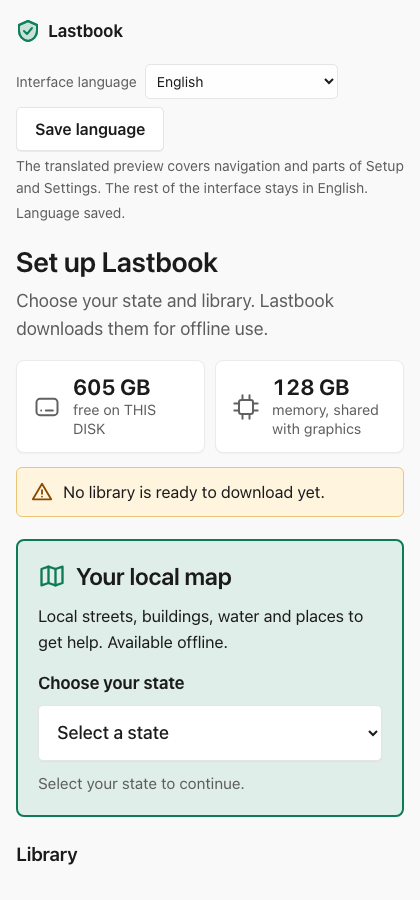 Lastbook
Interface language English
Save language
The translated preview covers navigation and parts of Setup
and Settings. The rest of the interface stays in English.
Language saved.
Set up Lastbook
Choose your state and library. Lastbook
downloads them for offline use.
605 GB
free on THIS
DISK
128 GB
memory, shared
with graphics
No library is ready to download yet.
Your local map
Local streets, buildings, water and places to
get help. Available offline.
Choose your state
Select a state
Select your state to continue.
Library